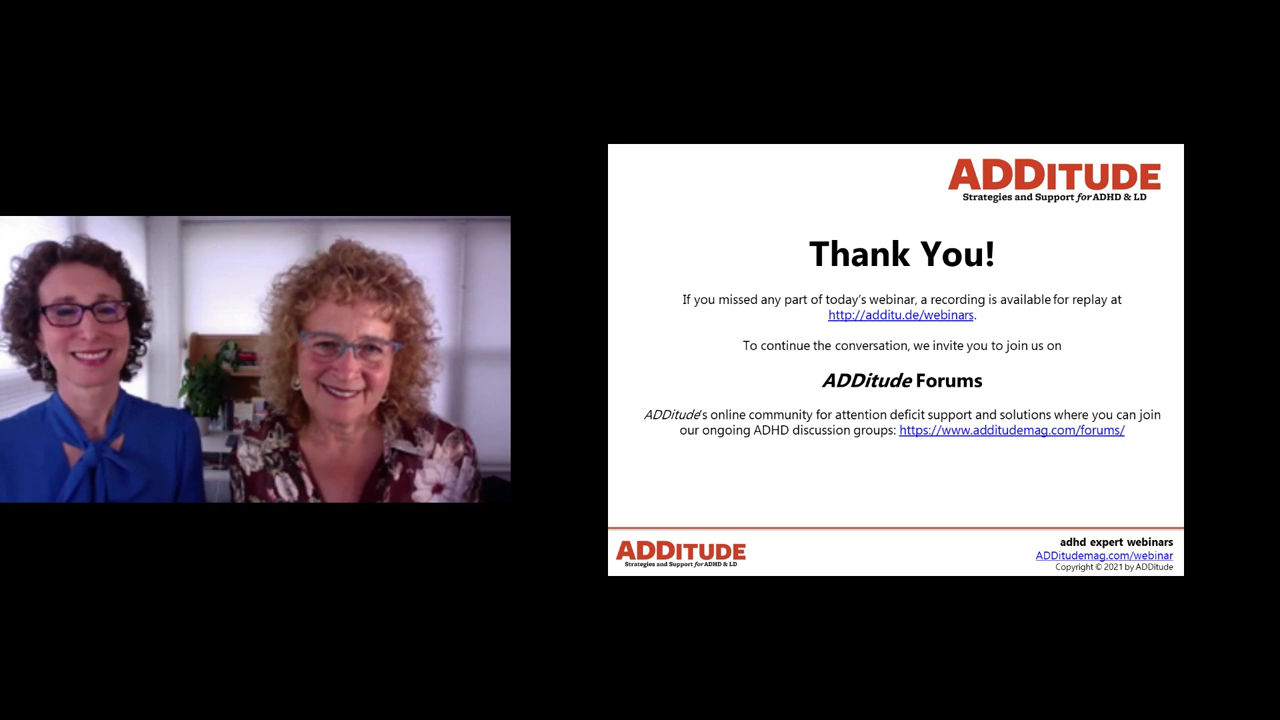 ADDITUDE
Strategies and Support for ADHD & LD
Thank You!
If you missed any part of today's webinar, a recording is available for replay at
http://additu.de/webinars.
To continue the conversation, we invite you to join us on
ADDitude Forums
ADDitude's online community for attention deficit support and solutions where you can join
our ongoing ADHD discussion groups: https://www.additudemag.com/forums/
ADDITUDE
Strategies and Support for ADHD & LD
adhd expert webinars
ADDitudemag.com/webinar
Copyright © 2021 by ADDitude